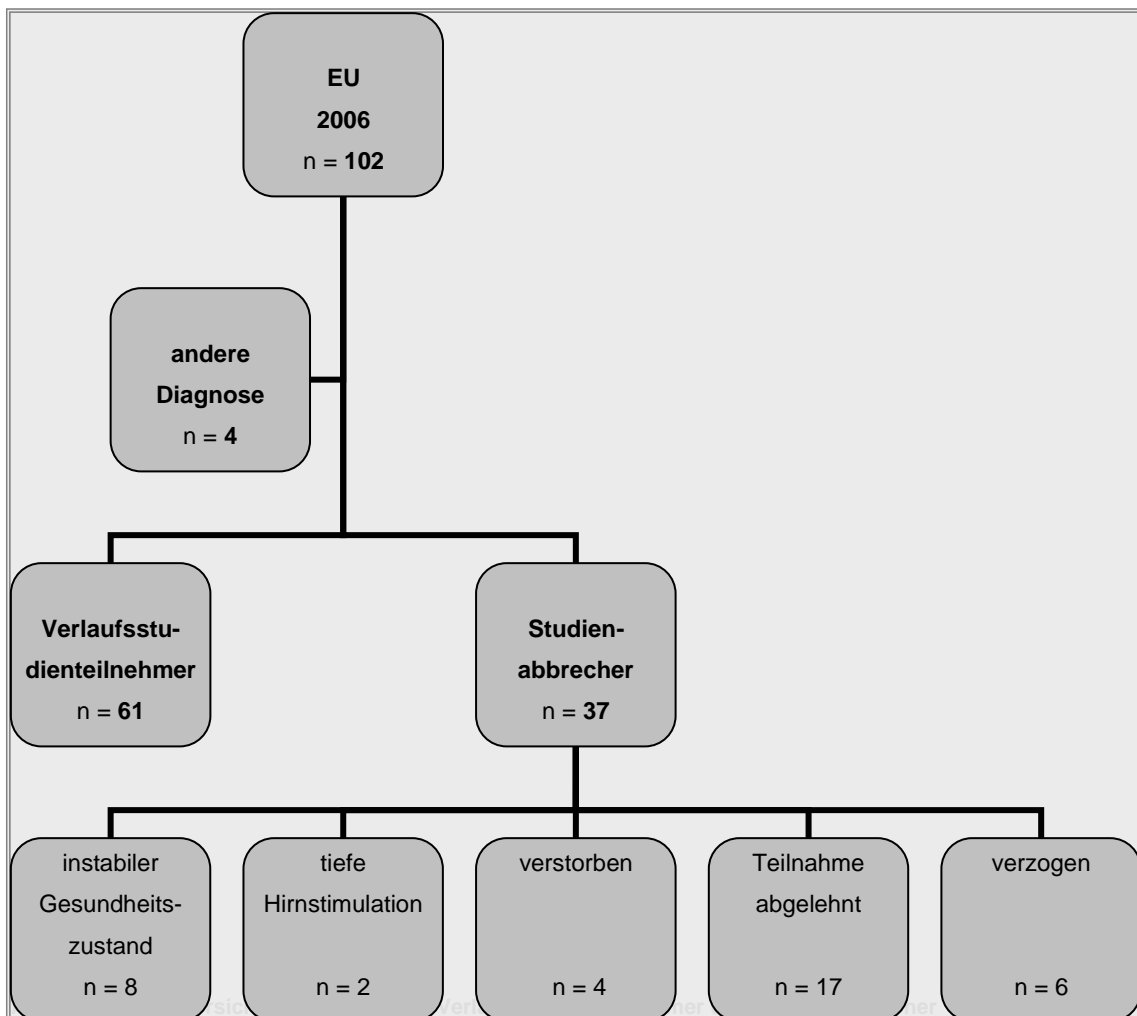 EU
2006
n = 102
andere
Diagnose
n = 4
Verlaufsstu-
dienteilnehmer
n = 61
Studien-
abbrecher
n = 37
instabiler
Gesundheits-
zustand
n = 8
tiefe
Hirnstimulation
n = 2
verstorben
n = 4
Teilnahme
abgelehnt
n = 17
verzogen
n = 6